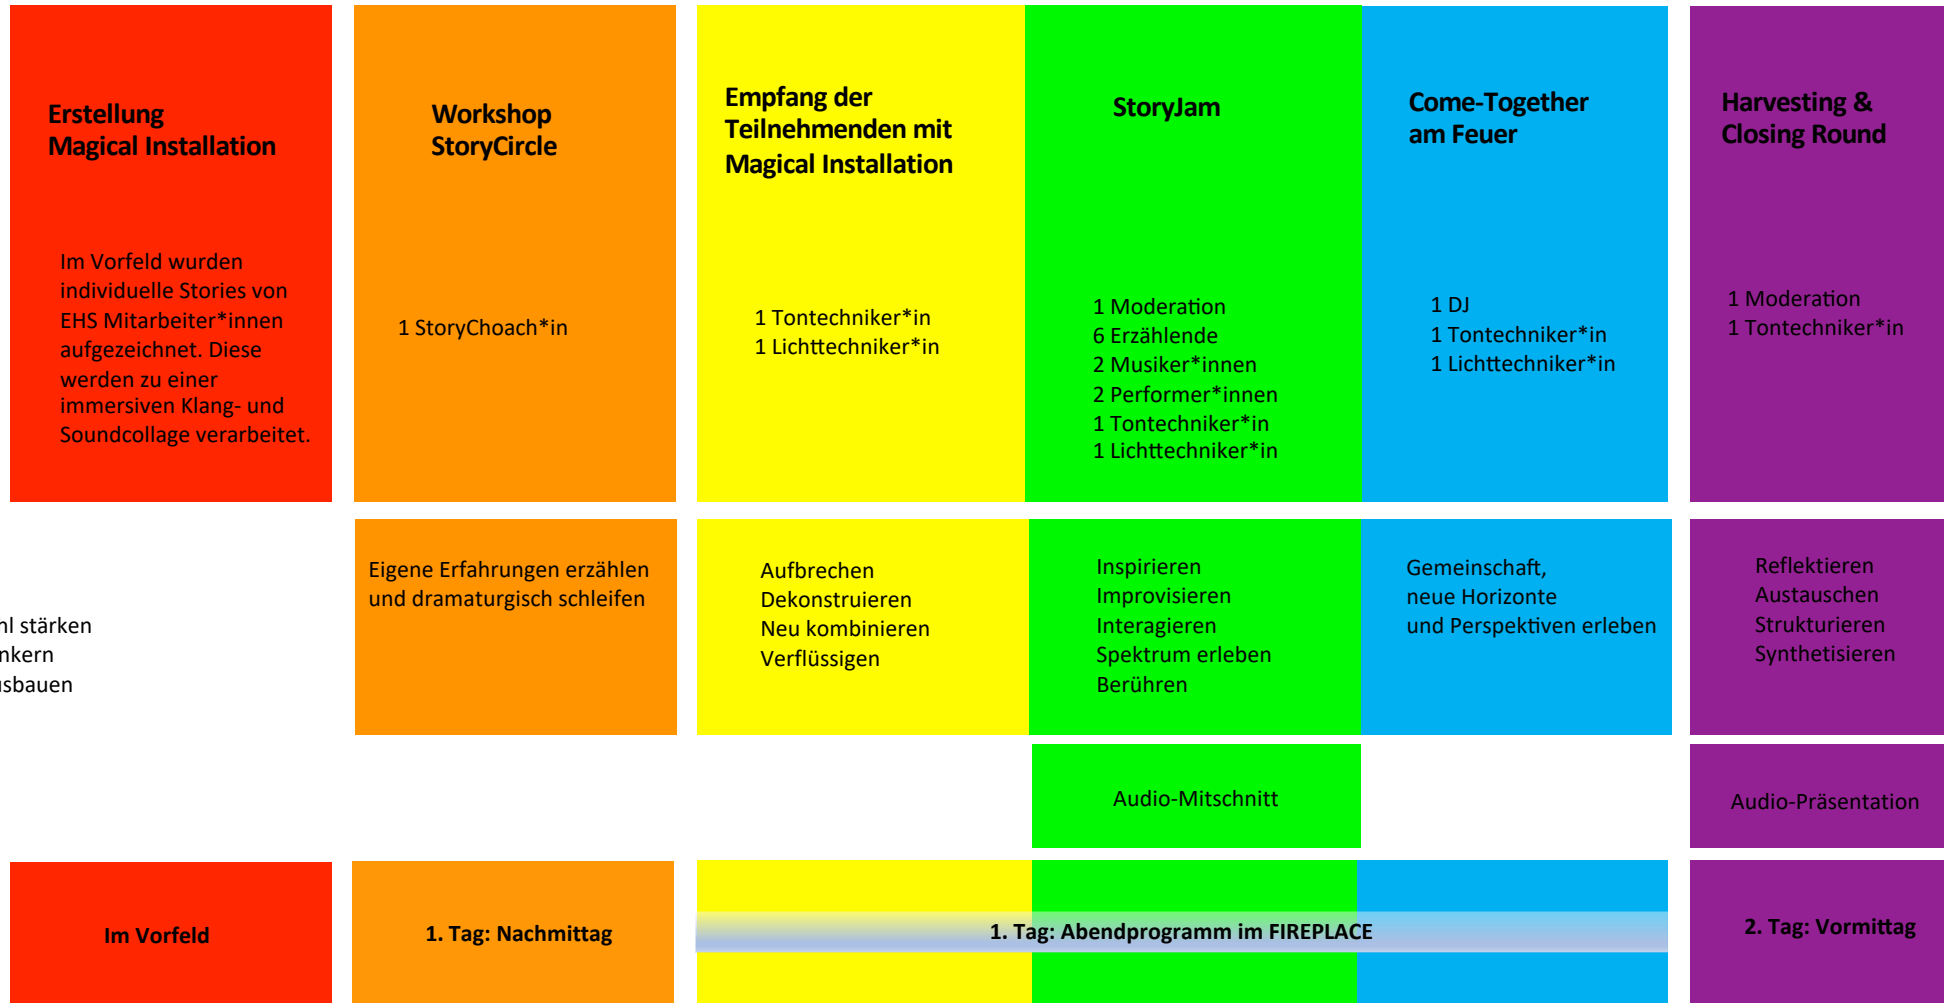 Erstellung
Magical Installation
Im Vorfeld wurden
individuelle Stories von
EHS Mitarbeiter*innen
aufgezeichnet. Diese
werden zu einer
immersiven Klang- und
Soundcollage verarbeitet.
Workshop
StoryCircle
1 StoryChoach*in
Empfang der
Teilnehmenden mit
Magical Installation
1 Tontechniker*in
1 Lichttechniker*in
StoryJam
1 Moderation
6 Erzählende
2 Musiker*innen
2 Performer*innen
1 Tontechniker*in
1 Lichttechniker*in
Come-Together
am Feuer
1 DJ
1 Tontechniker*in
1 Lichttechniker*in
Harvesting &
Closing Round
1 Moderation
1 Tontechniker*in
stärken
Eigene Erfahrungen erzählen
und dramaturgisch schleifen
Aufbrechen
Dekonstruieren
Neu kombinieren
Verflüssigen
Inspirieren
Improvisieren
Interagieren
Spektrum erleben
Berühren
Gemeinschaft,
neue Horizonte
und Perspektiven erleben
Reflektieren
Austauschen
Strukturieren
Synthetisieren
Audio-Mitschnitt
Audio-Präsentation
Im Vorfeld
1. Tag: Nachmittag
1. Tag: Abendprogramm im FIREPLACE
2. Tag: Vormittag